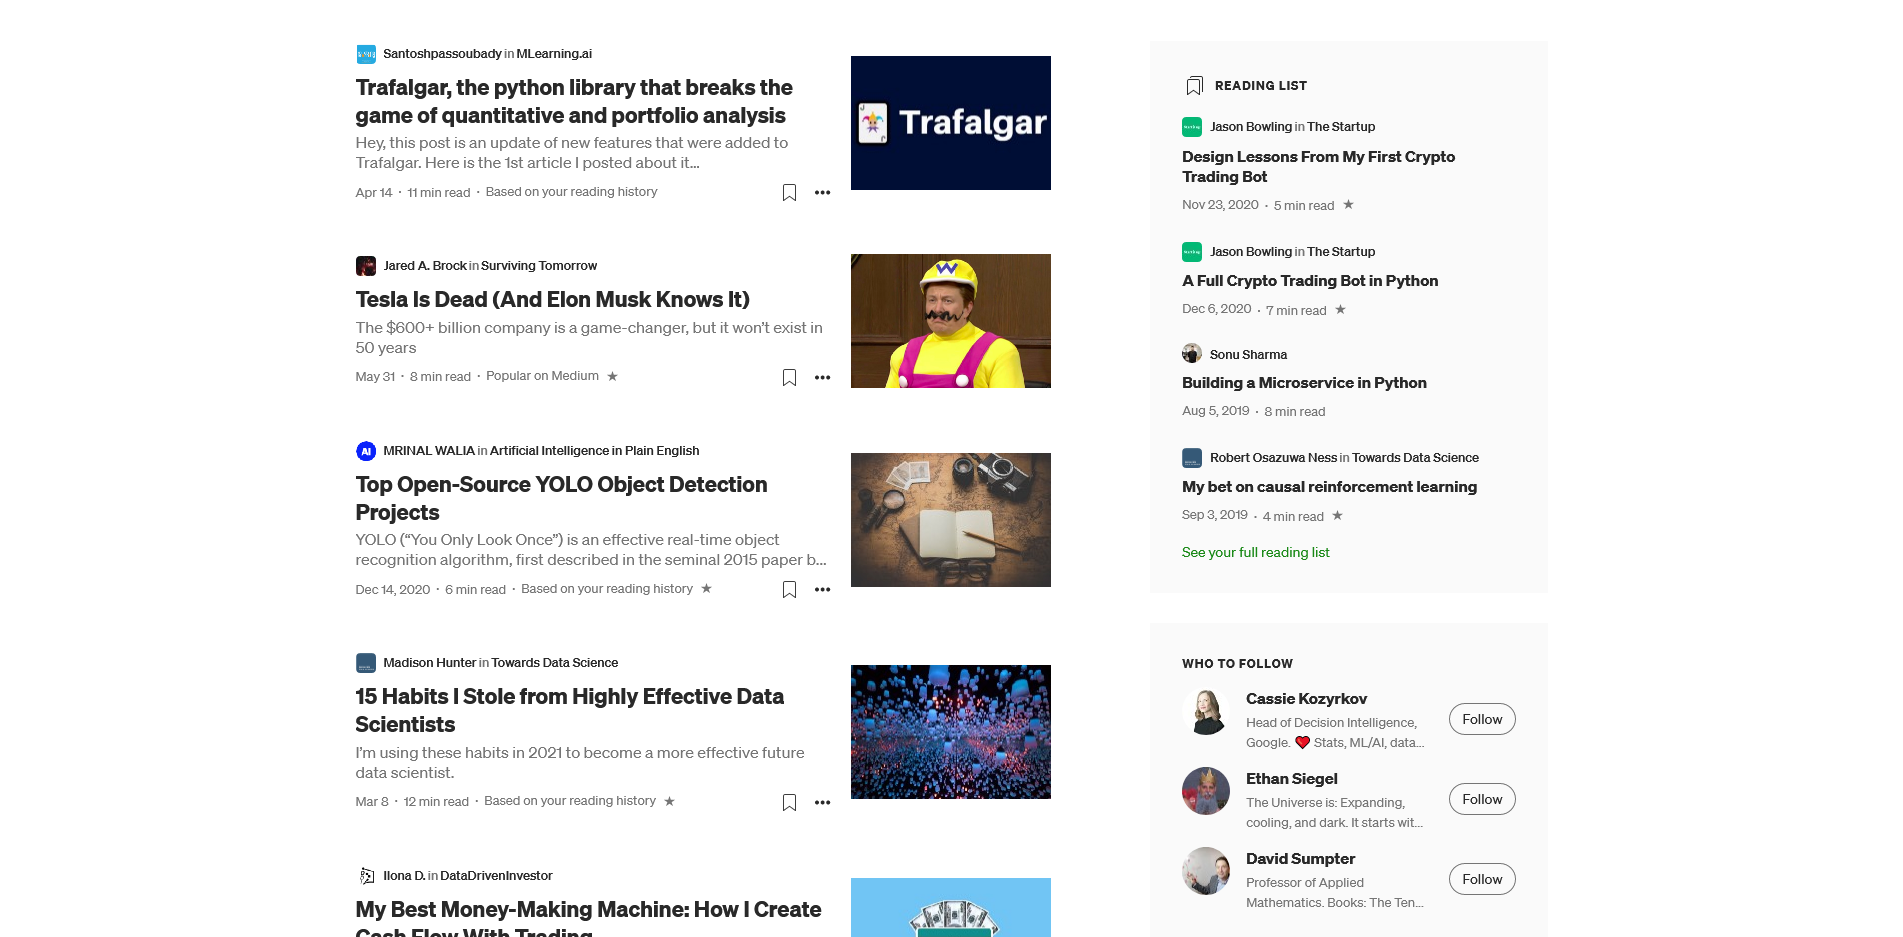 Santoshpassoubady in MLearning.ai
Trafalgar, the python library that breaks the
game of quantitative and portfolio analysis
Hey, this post is an update of new features that were added to
Trafalgar. Here is the 1st article I posted about it...
Apr 14 · 11 min read · Based on your reading history
Trafalgar
Jared A. Brock in Surviving Tomorrow
Tesla Is Dead (And Elon Musk Knows It)
The $600+ billion company is a game-changer, but it won’t exist in
50 years
May 31 · 8 min read · Popular on Medium ★
W
AI
MRINAL WALIA in Artificial Intelligence in Plain English
Top Open-Source YOLO Object Detection
Projects
YOLO (“You Only Look Once”) is an effective real-time object
recognition algorithm, first described in the seminal 2015 paper b...
Dec 14, 2020 · 6 min read · Based on your reading history ★
Madison Hunter in Towards Data Science
15 Habits I Stole from Highly Effective Data
Scientists
I’m using these habits in 2021 to become a more effective future
data scientist.
Mar 8 · 12 min read · Based on your reading history ★
Ilona D. in DataDrivenInvestor
My Best Money-Making Machine: How I Create
Cash Flow With Trading
READING LIST
Jason Bowling in The Startup
Design Lessons From My First Crypto
Trading Bot
Nov 23, 2020 · 5 min read ★
Jason Bowling in The Startup
A Full Crypto Trading Bot in Python
Dec 6, 2020 · 7 min read ★
Sonu Sharma
Building a Microservice in Python
Aug 5, 2019 · 8 min read
Robert Osazuwa Ness in Towards Data Science
My bet on causal reinforcement learning
Sep 3, 2019 · 4 min read ★
See your full reading list
WHO TO FOLLOW
Cassie Kozyrkov
Head of Decision Intelligence,
Google. ❤️ Stats, ML/AI, data...
Follow
Ethan Siegel
The Universe is: Expanding,
cooling, and dark. It starts wit...
Follow
David Sumpter
Professor of Applied
Mathematics. Books: The Ten...
Follow